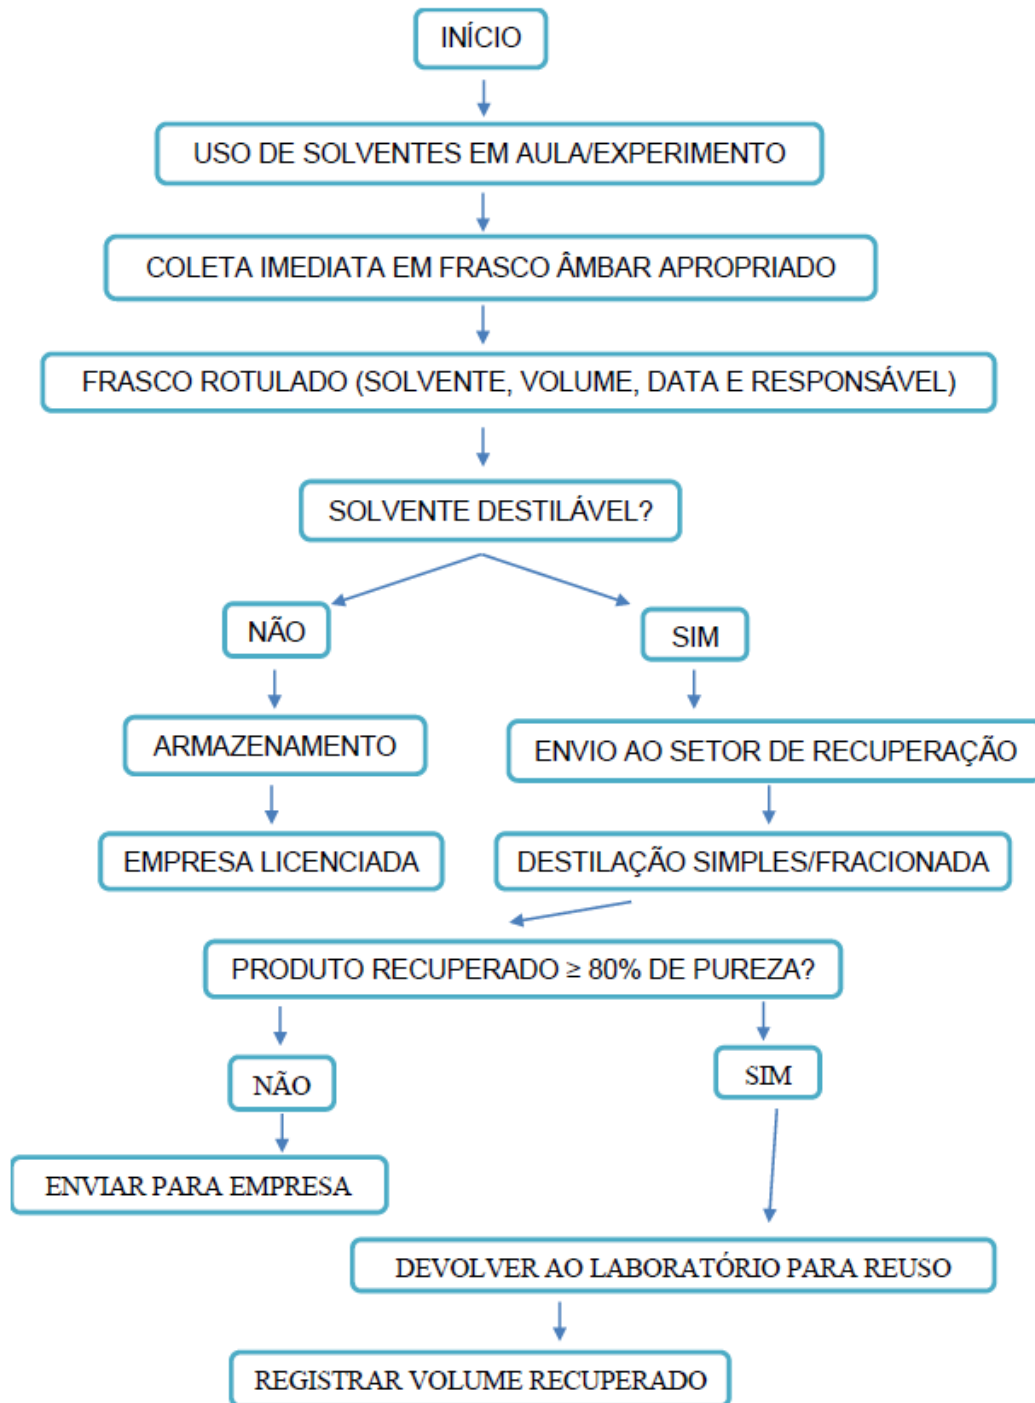 INÍCIO
USO DE SOLVENTES EM AULA/EXPERIMENTO
COLETA IMEDIATA EM FRASCO ÂMBAR APROPRIADO
FRASCO ROTULADO (SOLVENTE, VOLUME, DATA E RESPONSÁVEL)
SOLVENTE DESTILÁVEL?
NÃO
SIM
ARMAZENAMENTO
ENVIO AO SETOR DE RECUPERAÇÃO
EMPRESA LICENCIADA
DESTILAÇÃO SIMPLES/FRACIONADA
PRODUTO RECUPERADO ≥ 80% DE PUREZA?
NÃO
SIM
ENVIAR PARA EMPRESA
DEVOLVER AO LABORATÓRIO PARA REUSO
REGISTRAR VOLUME RECUPERADO